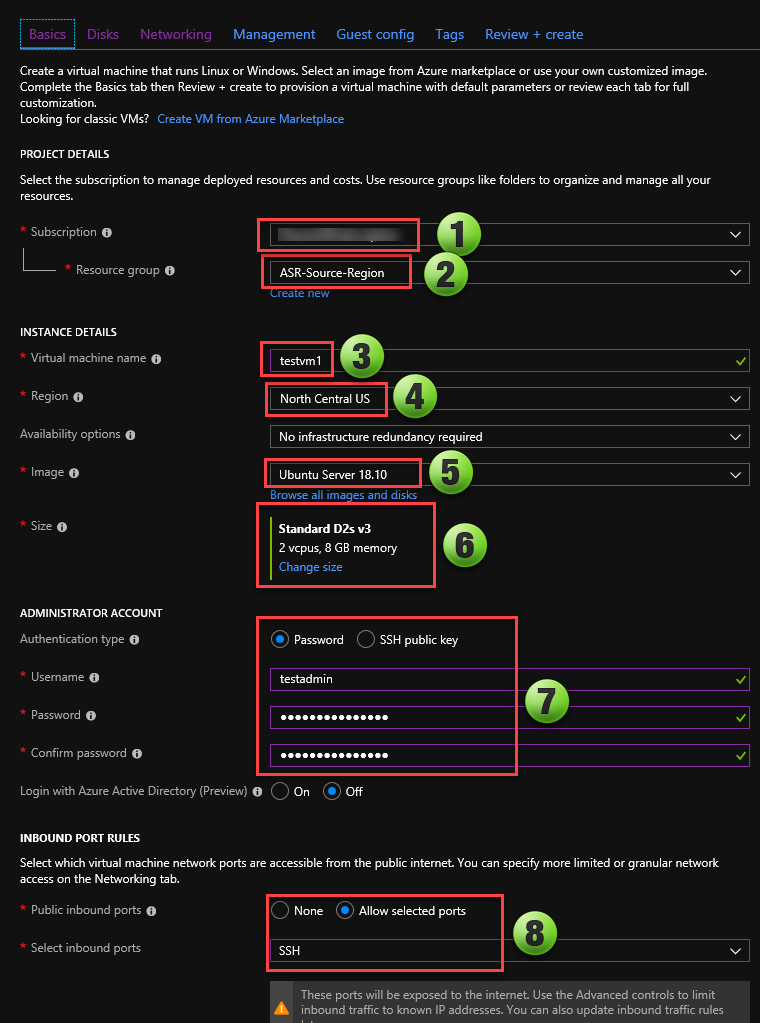 Basics Disks Networking Management Guest config Tags Review + create
Create a virtual machine that runs Linux or Windows. Select an image from Azure marketplace or use your own customized image.
Complete the Basics tab then Review + create to provision a virtual machine with default parameters or review each tab for full
customization.
Looking for classic VMs? Create VM from Azure Marketplace
PROJECT DETAILS
Select the subscription to manage deployed resources and costs. Use resource groups like folders to organize and manage all your
resources.
* Subscription 1
* Resource group ASR-Source-Region 2
Create new
INSTANCE DETAILS
* Virtual machine name testvm1 3
* Region North Central US 4
Availability options No infrastructure redundancy required
* Image Ubuntu Server 18.10 5
Browse all images and disks
* Size Standard D2s v3
2 vcpus, 8 GB memory 6
Change size
ADMINISTRATOR ACCOUNT
Authentication type Password SSH public key
* Username testadmin
* Password ••••••••••••••• 7
* Confirm password •••••••••••••••
Login with Azure Active Directory (Preview) On Off
INBOUND PORT RULES
Select which virtual machine network ports are accessible from the public internet. You can specify more limited or granular network
access on the Networking tab.
* Public inbound ports None Allow selected ports 8
* Select inbound ports SSH
These ports will be exposed to the internet. Use the Advanced controls to limit
inbound traffic to known IP addresses. You can also update inbound traffic rules